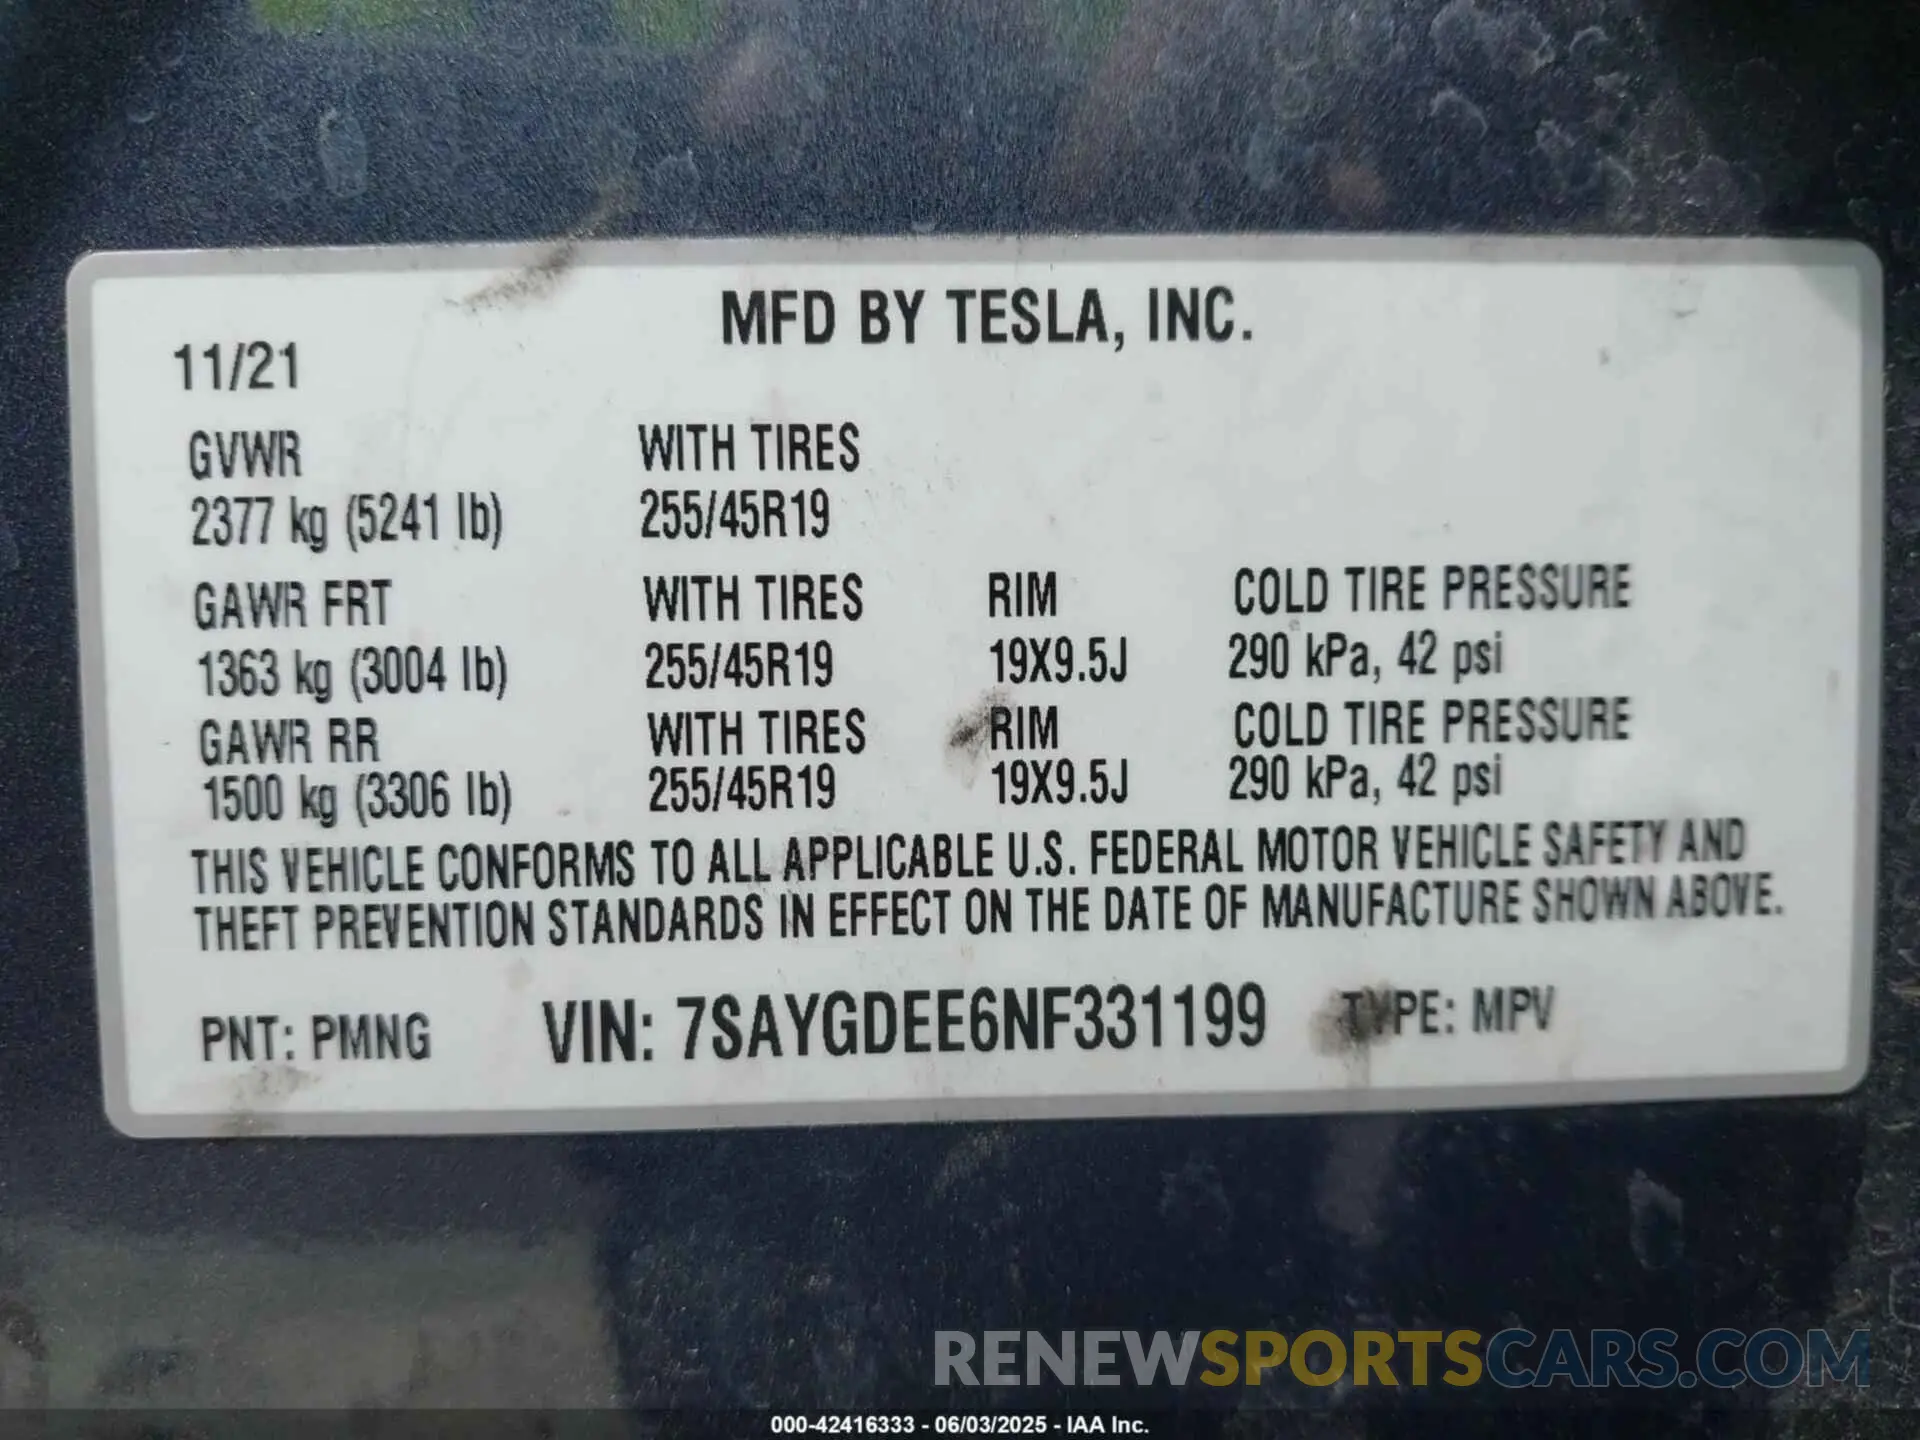 MFD BY TESLA, INC.
11/21
GVWR WITH TIRES
2377 kg (5241 lb) 255/45R19
GAWR FRT WITH TIRES RIM COLD TIRE PRESSURE
1363 kg (3004 lb) 255/45R19 19X9.5J 290 kPa, 42 psi
GAWR RR WITH TIRES RIM COLD TIRE PRESSURE
1500 kg (3306 lb) 255/45R19 19X9.5J 290 kPa, 42 psi
THIS VEHICLE CONFORMS TO ALL APPLICABLE U.S. FEDERAL MOTOR VEHICLE SAFETY AND
THEFT PREVENTION STANDARDS IN EFFECT ON THE DATE OF MANUFACTURE SHOWN ABOVE.
PNT: PMNG VIN: 7SAYGDEE6NF331199 TYPE: MPV
RENEWSPORTSCARS.COM
000-42416333 - 06/03/2025 - IAA Inc.